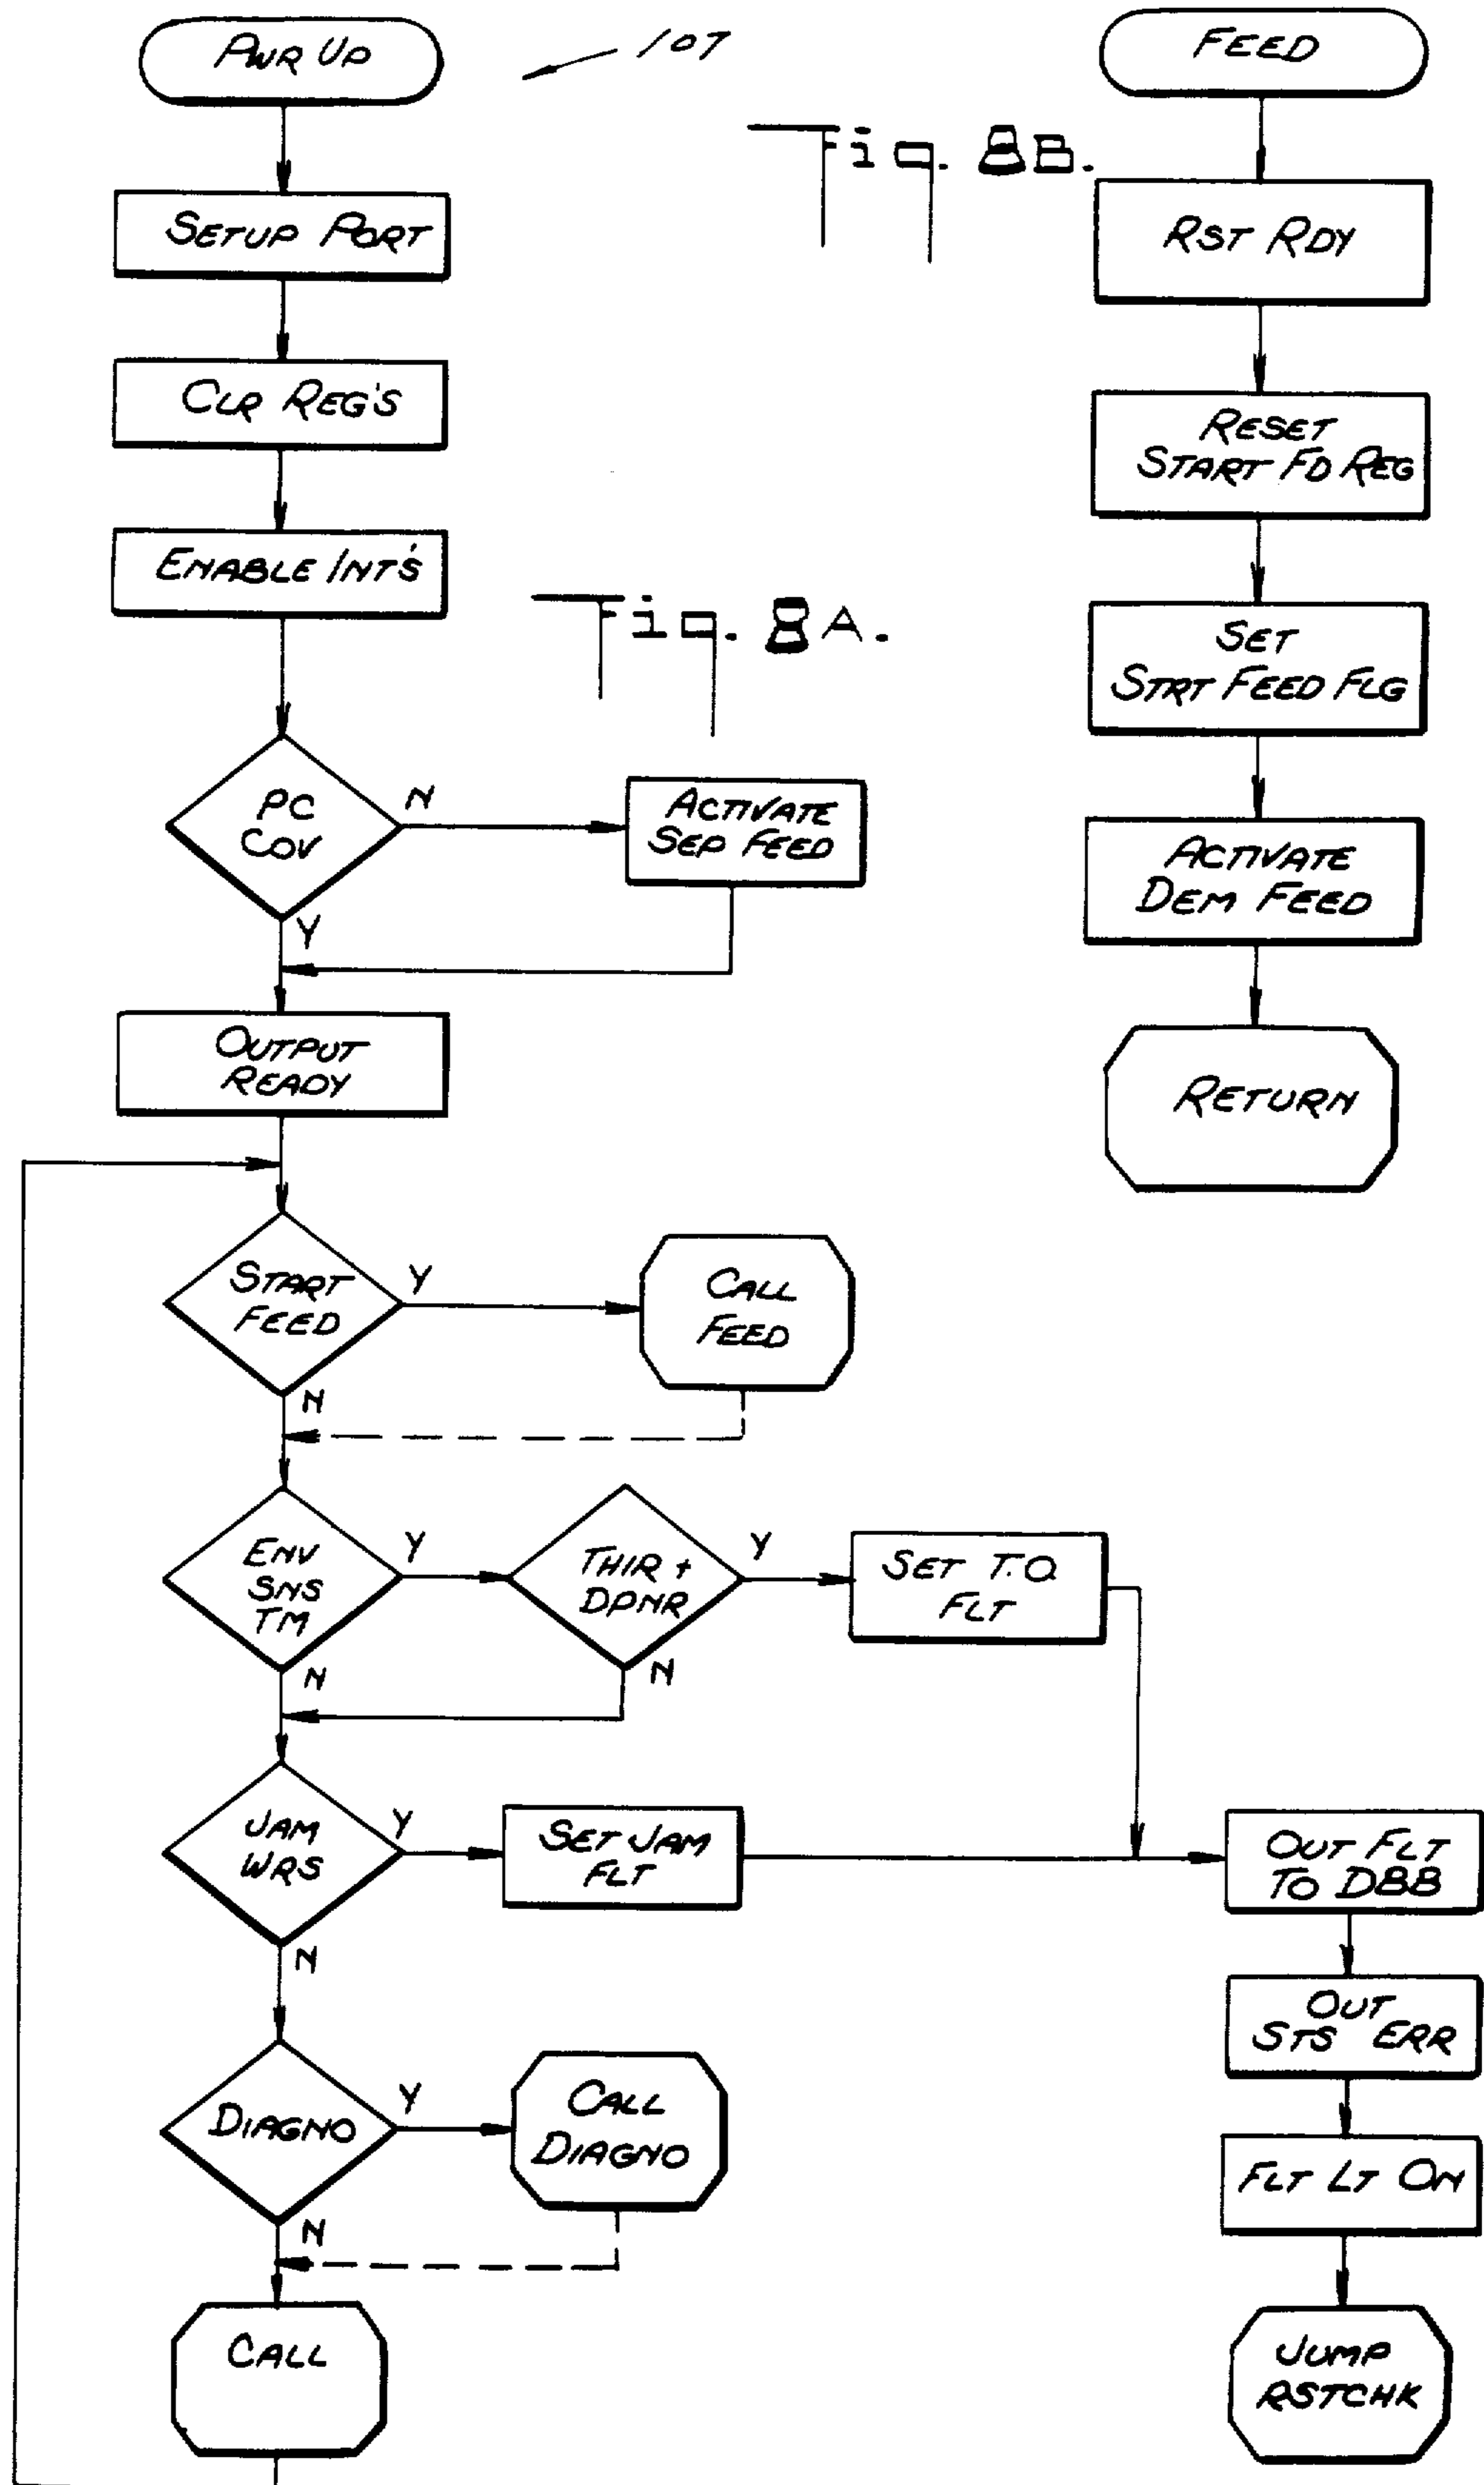 PWR UP
107
SETUP PORT
CLR REG'S
ENABLE INT'S
Fig. 8A.
PC
COV
N
Y
ACTIVATE
SEP FEED
OUTPUT
READY
START
FEED
Y
N
CALL
FEED
ENV
SNS
TM
Y
N
THIR +
DPNR
Y
N
SET T.O
FLT
JAM
WRS
Y
N
SET JAM
FLT
OUT FLT
TO DBB
OUT
STS ERR
FLT LT ON
JUMP
RSTCHK
DIAGNO
Y
N
CALL
DIAGNO
CALL
Fig. 8B.
FEED
RST RDY
RESET
START FD REG
SET
STRT FEED FLG
ACTIVATE
DEM FEED
RETURN